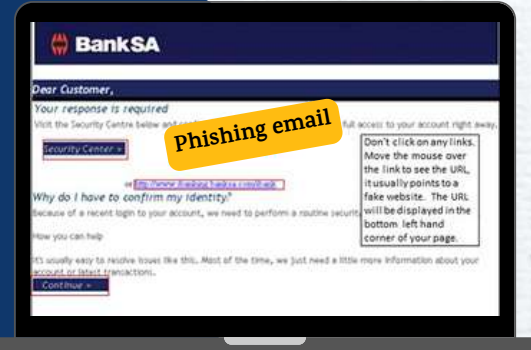 BankSA
Dear Customer,
Your response is required
Visit the Security Centre below and full access to your account right away.
Phishing email
Security Center »
Don't click on any links.
Move the mouse over
the link to see the URL,
it usually points to a
fake website. The URL
will be displayed in the
bottom left hand
corner of your page.
or
Why do I have to confirm my identity?
Because of a recent login to your account, we need to perform a routine security
How you can help
It's usually easy to resolve issues like this. Most of the time, we just need a little more information about your
account or latest transactions.
Continue »